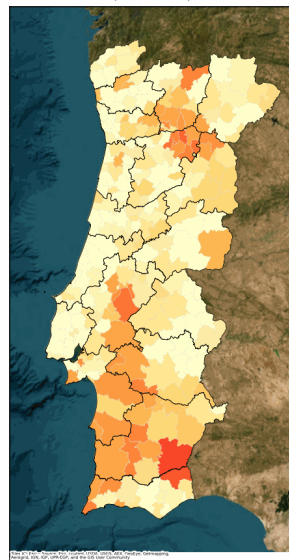 Tiles (C) Esri -- Source: Esri, i-cubed, USDA, USGS, AEX, GeoEye, Getmapping,
Aerogrid, IGN, IGP, UPR-EGP, and the GIS User Community